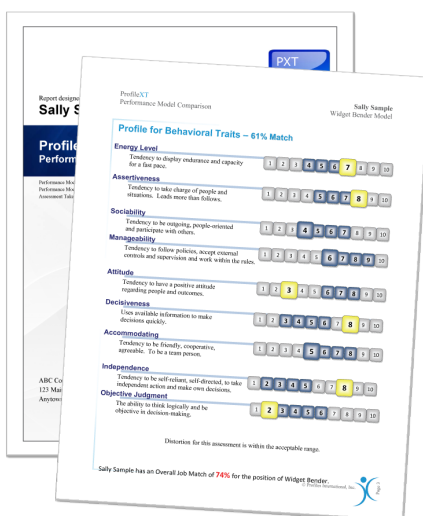 PXT
Report designe
Sally S
Profile
Perform
Performance Mo
Performance Mo
Assessment Take
ABC Co
123 Mai
Anytow
ProfileXT
Performance Model Comparison
Sally Sample
Widget Bender Model
Profile for Behavioral Traits – 61% Match
Energy Level
Tendency to display endurance and capacity
for a fast pace.
1 2 3 4 5 6 7 8 9 10
Assertiveness
Tendency to take charge of people and
situations. Leads more than follows.
1 2 3 4 5 6 7 8 9 10
Sociability
Tendency to be outgoing, people-oriented
and participate with others.
1 2 3 4 5 6 7 8 9 10
Manageability
Tendency to follow policies, accept external
controls and supervision and work within the rules.
1 2 3 4 5 6 7 8 9 10
Attitude
Tendency to have a positive attitude
regarding people and outcomes.
1 2 3 4 5 6 7 8 9 10
Decisiveness
Uses available information to make
decisions quickly.
1 2 3 4 5 6 7 8 9 10
Accommodating
Tendency to be friendly, cooperative,
agreeable. To be a team person.
1 2 3 4 5 6 7 8 9 10
Independence
Tendency to be self-reliant, self-directed, to take
independent action and make own decisions.
1 2 3 4 5 6 7 8 9 10
Objective Judgment
The ability to think logically and be
objective in decision-making.
1 2 3 4 5 6 7 8 9 10
Distortion for this assessment is within the acceptable range.
Sally Sample has an Overall Job Match of 74% for the position of Widget Bender.
© Profiles International, Inc.